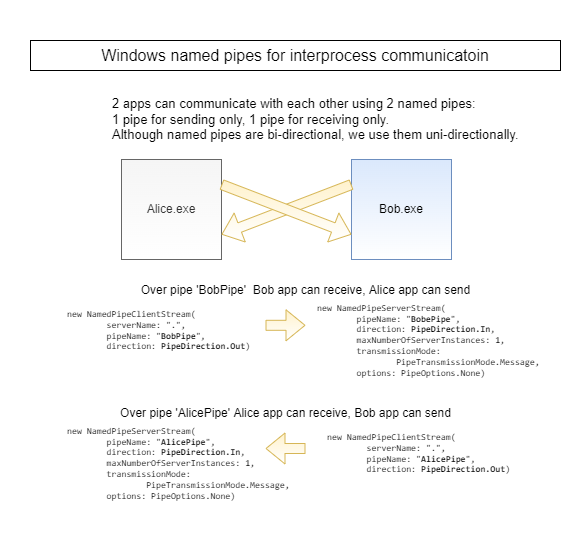 Windows named pipes for interprocess communicatoin
2 apps can communicate with each other using 2 named pipes:
1 pipe for sending only, 1 pipe for receiving only.
Although named pipes are bi-directional, we use them uni-directionally.
Alice.exe
Bob.exe
Over pipe 'BobPipe'  Bob app can receive, Alice app can send
new NamedPipeClientStream(
serverName: ".",
pipeName: "BobPipe",
direction: PipeDirection.Out)
new NamedPipeServerStream(
pipeName: "BobePipe",
direction: PipeDirection.In,
maxNumberOfServerInstances: 1,
transmissionMode:
PipeTransmissionMode.Message,
options: PipeOptions.None)
Over pipe 'AlicePipe' Alice app can receive, Bob app can send
new NamedPipeServerStream(
pipeName: "AlicePipe",
direction: PipeDirection.In,
maxNumberOfServerInstances: 1,
transmissionMode:
PipeTransmissionMode.Message,
options: PipeOptions.None)
new NamedPipeClientStream(
serverName: ".",
pipeName: "AlicePipe",
direction: PipeDirection.Out)